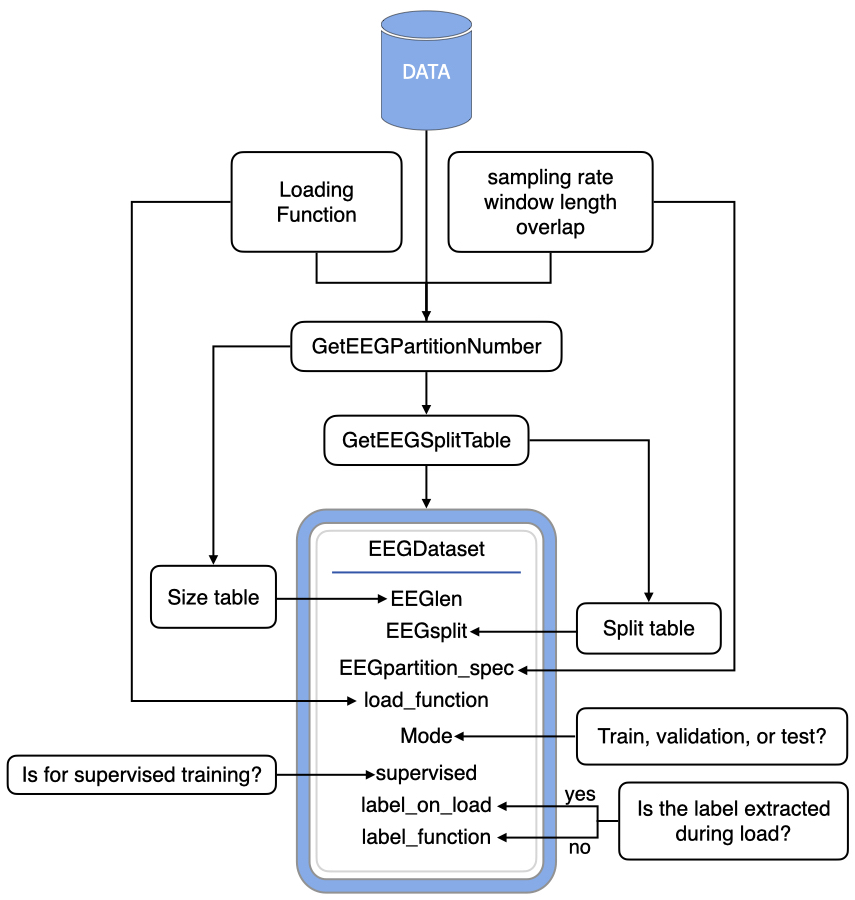 DATA
Loading
Function
sampling rate
window length
overlap
GetEEGPartitionNumber
GetEEGSplitTable
EEGDataset
Size table
EEGlen
EEGsplit
Split table
EEGpartition_spec
load_function
Mode
Train, validation, or test?
Is for supervised training?
supervised
label_on_load
yes
Is the label extracted
during load?
label_function
no